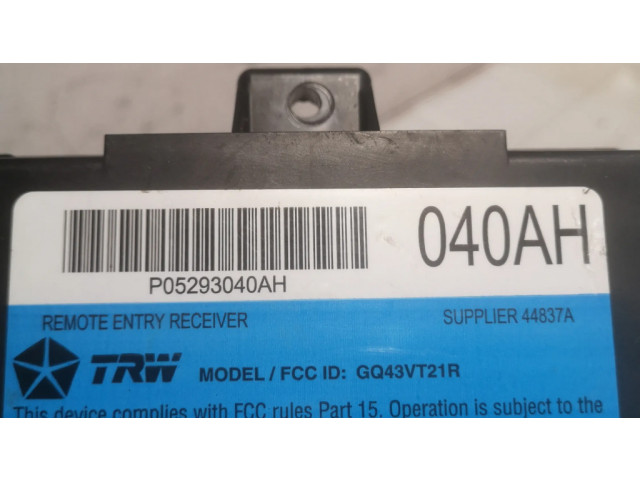 040AH
P05293040AH
REMOTE ENTRY RECEIVER SUPPLIER 44837A
TRW MODEL / FCC ID: GQ43VT21R
This device complies with FCC rules Part 15. Operation is subject to the